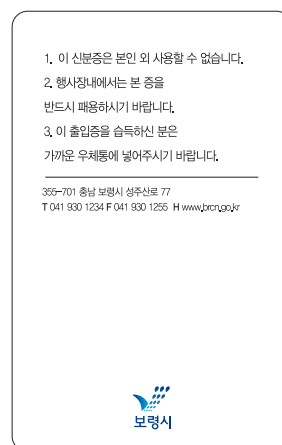 1. 이 신분증은 본인 외 사용할 수 없습니다.
2. 행사장내에서는 본 증을
반드시 패용하시기 바랍니다.
3. 이 출입증을 습득하신 분은
가까운 우체통에 넣어주시기 바랍니다.
355-701 충남 보령시 성주산로 77
T 041 930 1234 F 041 930 1255 H www.brcn.go.kr
보령시